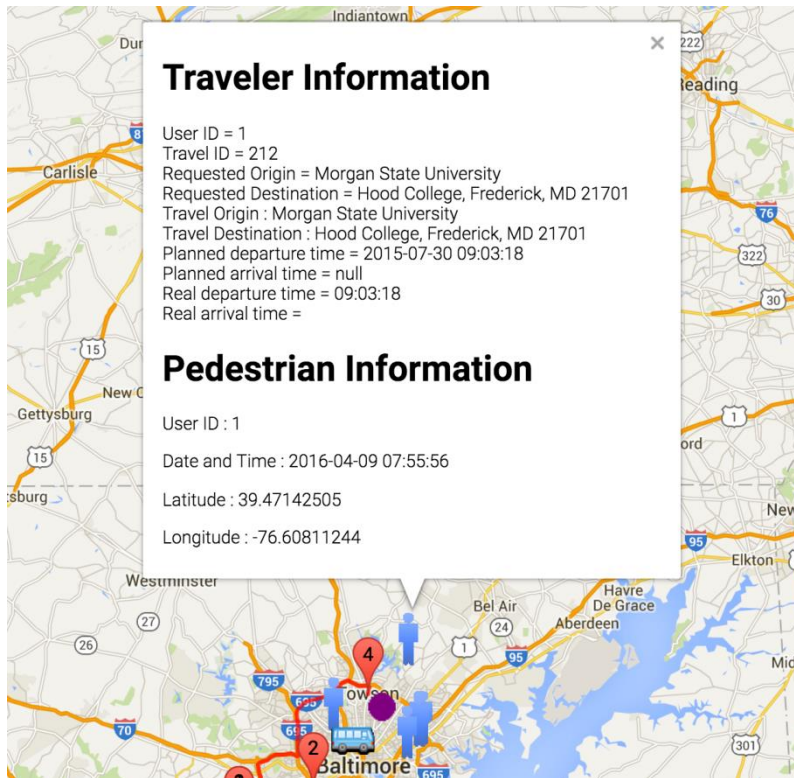 Indiantown
Dur
222
Reading
Traveler Information
User ID = 1
Travel ID = 212
Requested Origin = Morgan State University
Requested Destination = Hood College, Frederick, MD 21701
Travel Origin : Morgan State University
Travel Destination : Hood College, Frederick, MD 21701
Planned departure time = 2015-07-30 09:03:18
Planned arrival time = null
Real departure time = 09:03:18
Real arrival time =
Carlisle
76
322
30
15
Pedestrian Information
New C
Gettysburg
User ID : 1
1
ord
15
Date and Time : 2016-04-09 07:55:56
tsburg
Latitude : 39.47142505
New
Longitude : -76.60811244
95
Elkton
Westminster
Havre
De Grace
Bel Air
27
24
Aberdeen
26
1
4
95
Mid
795
Towson
695
70
695
2
Baltimore
695
301